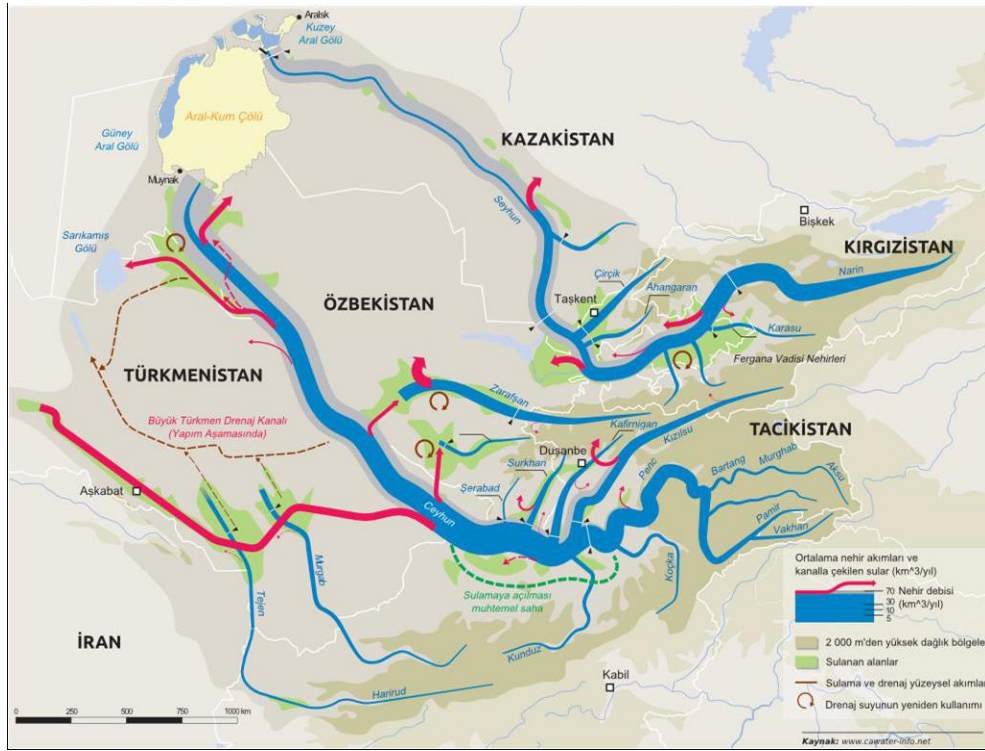 Aralsk
Kuzey
Aral Gölü
Aral-Kum Çölü
Güney
Aral Gölü
KAZAKİSTAN
Muynak
Seyhun
Bişkek
Sarıkamış
Gölü
KIRGIZİSTAN
Narin
Çirçik
Ahangaran
Taşkent
ÖZBEKİSTAN
Karasu
Fergana Vadisi Nehirleri
TÜRKMENİSTAN
Zarafşan
Kafirnigan
Kızılsu
Büyük Türkmen Drenaj Kanalı
(Yapım Aşamasında)
TACİKİSTAN
Duşanbe
Surkhan
Penc
Bartang
Murghab
Aksu
Şerabad
Aşkabat
Ceyhun
Pamir
Vakhan
Murgab
Tejen
Koçka
Sulamaya açılması
muhtemel saha
Kunduz
İRAN
Harirud
Kabil
Ortalama nehir akımları ve
kanalla çekilen sular (km^3/yıl)
70 Nehir debisi
30 (km^3/yıl)
10
5
2 000 m'den yüksek dağlık bölgele
Sulanan alanlar
Sulama ve drenaj yüzeysel akımlar
Drenaj suyunun yeniden kullanımı
0 250 500 750 1000 km
Kaynak: www.cawater-info.net